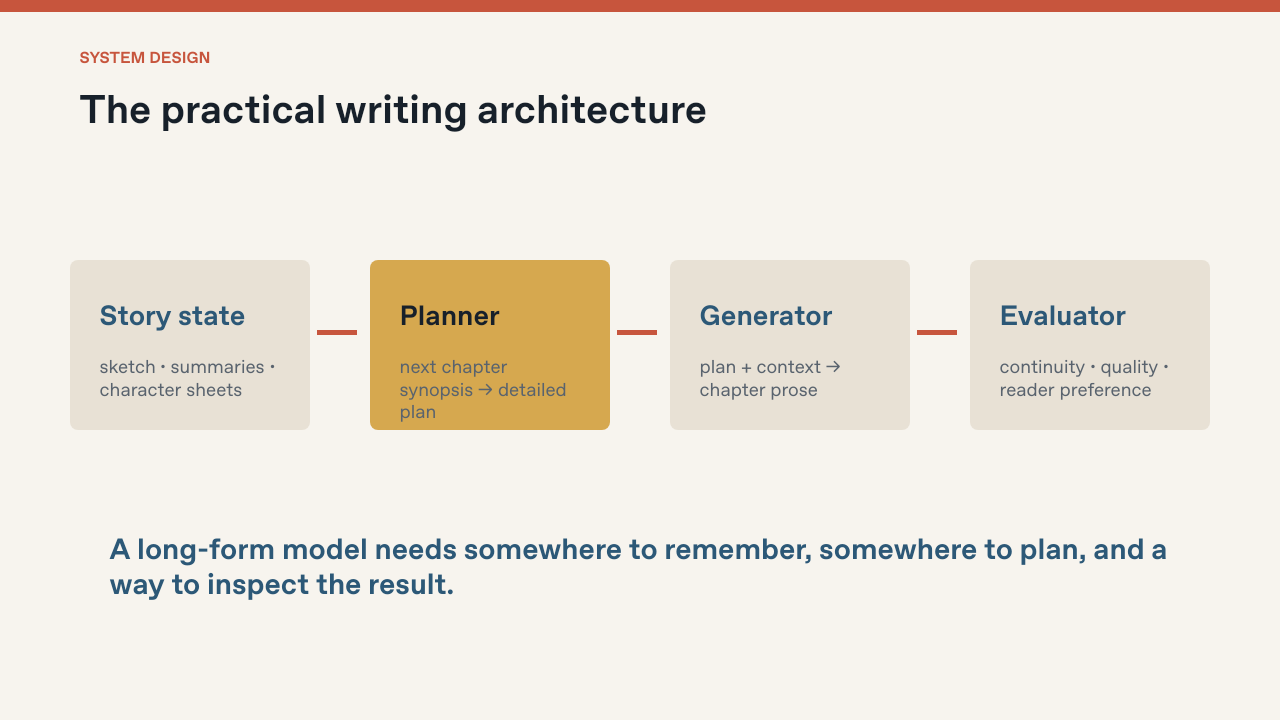 SYSTEM DESIGN
The practical writing architecture
Story state
sketch • summaries •
character sheets
Planner
next chapter
synopsis → detailed
plan
Generator
plan + context →
chapter prose
Evaluator
continuity • quality •
reader preference
A long-form model needs somewhere to remember, somewhere to plan, and a
way to inspect the result.